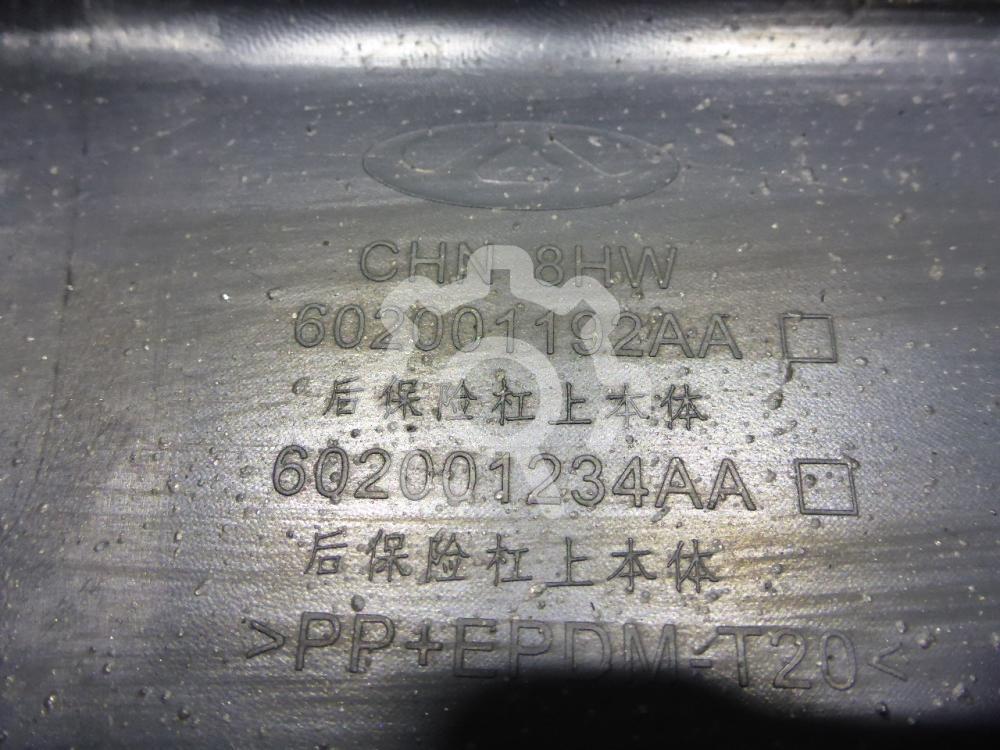 CHN 8HW
602001192AA
后保险杠上本体
602001234AA
后保险杠上本体
>PP+EPDM-T20<